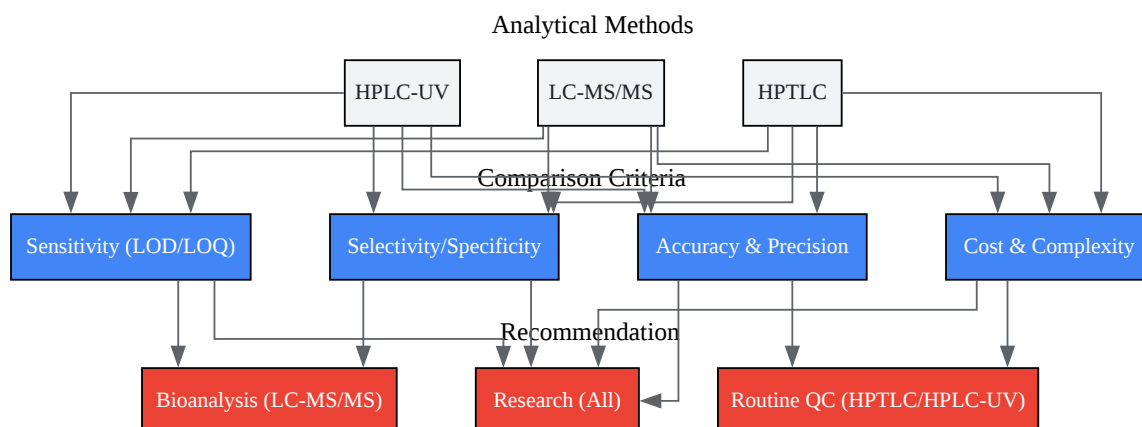 Analytical Methods
HPLC-UV
LC-MS/MS
HPTLC
Comparison Criteria
Sensitivity (LOD/LOQ)
Selectivity/Specificity
Accuracy & Precision
Cost & Complexity
Recommendation
Bioanalysis (LC-MS/MS)
Research (All)
Routine QC (HPTLC/HPLC-UV)